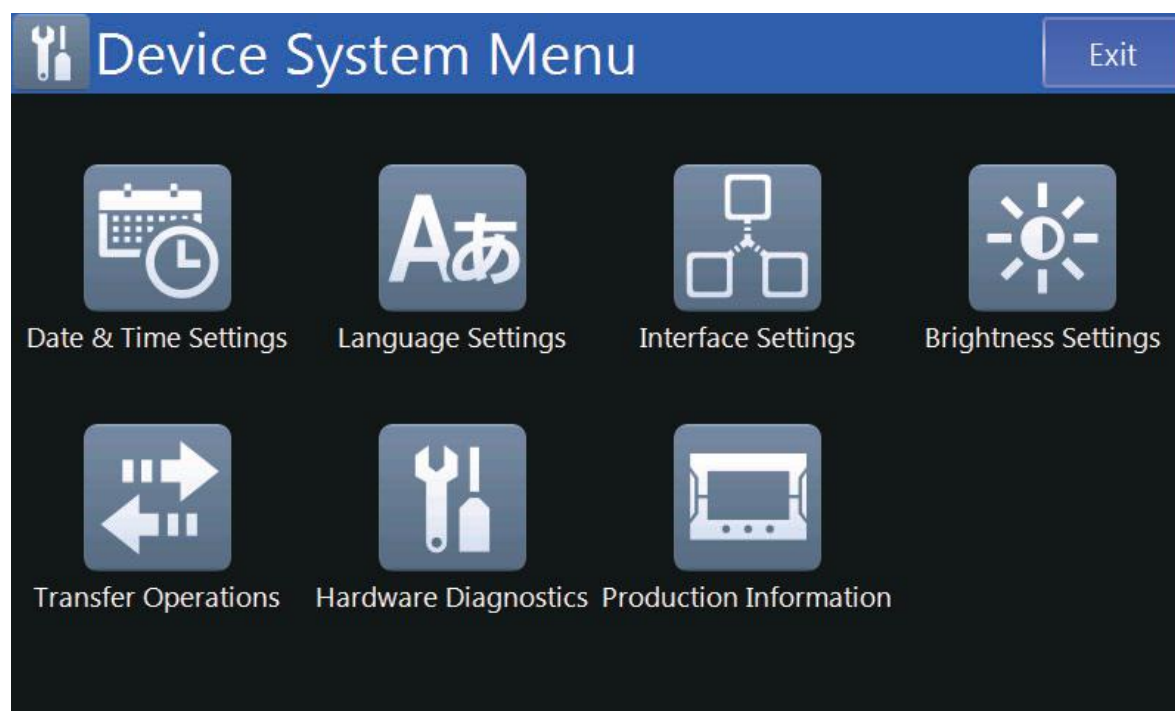 Device System Menu
Exit
Aあ
Date & Time Settings
Language Settings
Interface Settings
Brightness Settings
Transfer Operations
Hardware Diagnostics
Production Information